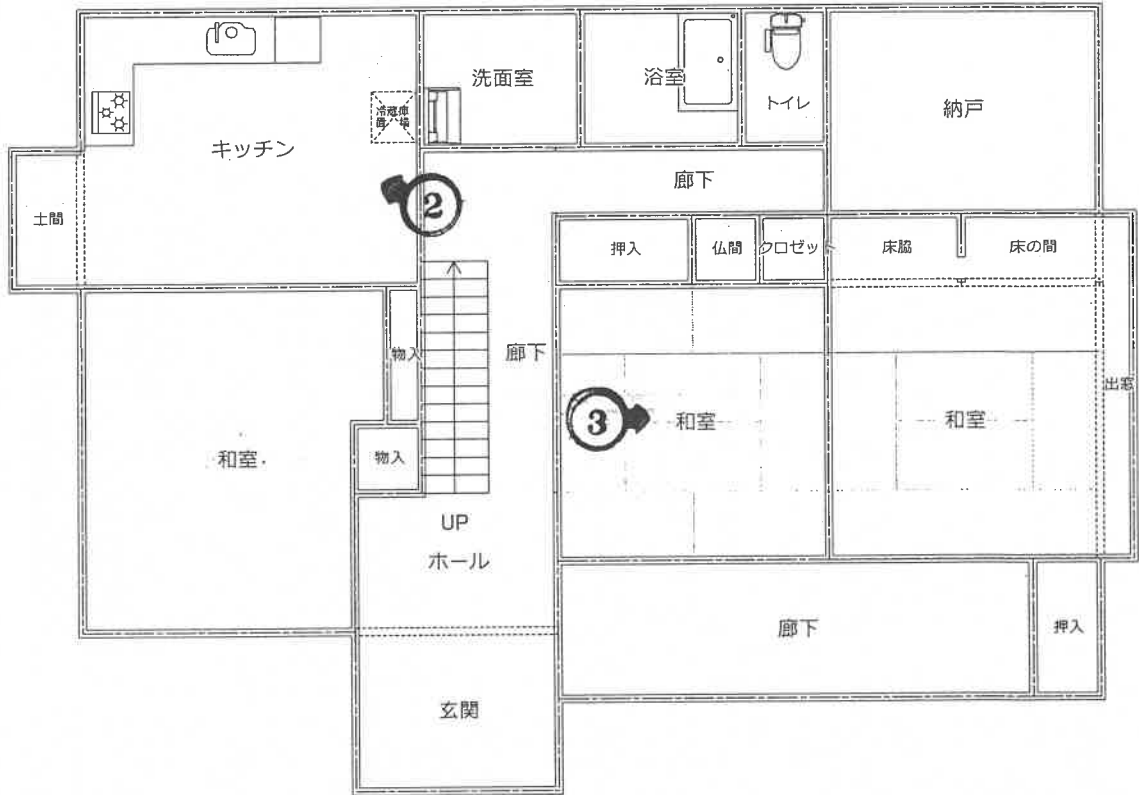 洗面室
浴室
トイレ
納戸
冷蔵庫
置場
キッチン
土間
②
廊下
押入
仏間
クロゼット
床脇
床の間
物入
廊下
出窓
③
和室
和室
和室
物入
UP
ホール
廊下
押入
玄関